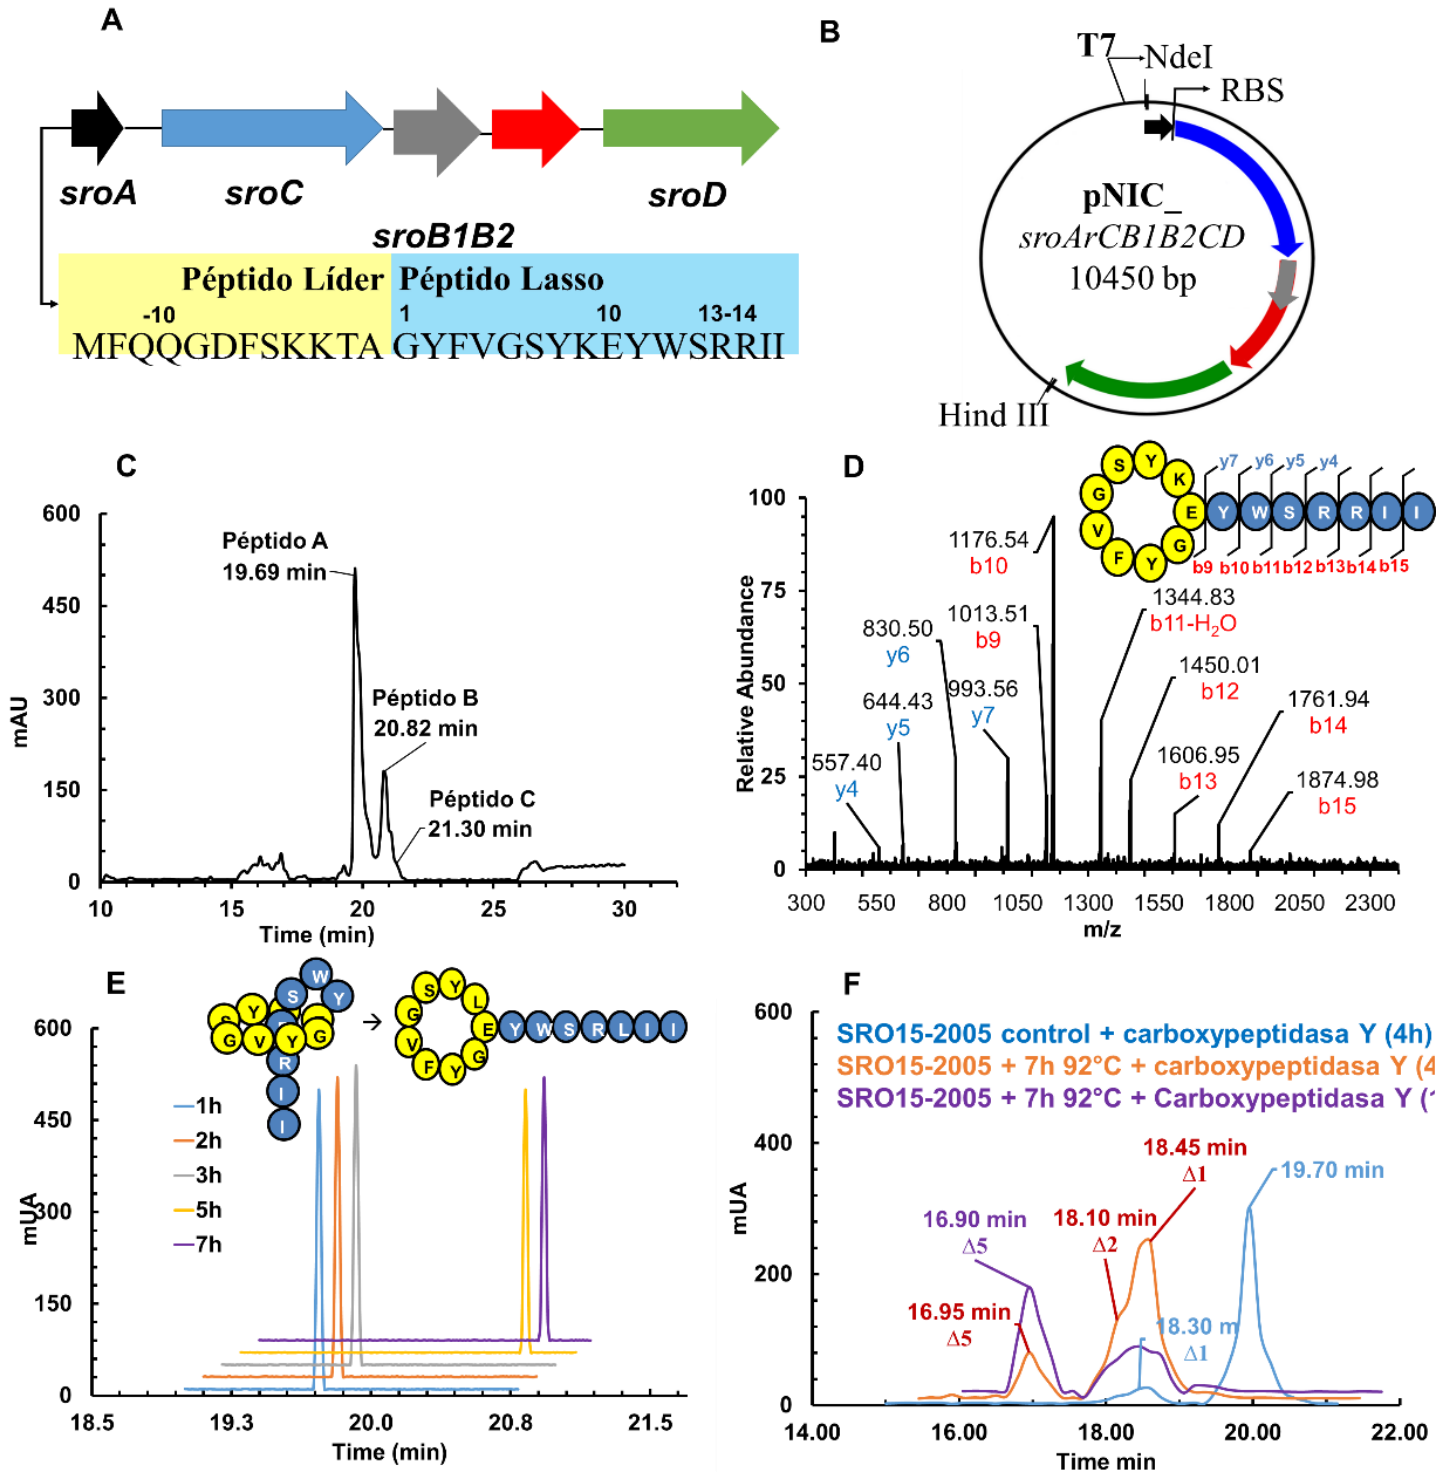 A
sroA
sroC
sroB1B2
sroD
Péptido Líder
Péptido Lasso
-10
1
10
13-14
MFQQGDFSKKTA
GYFVGSYKEYWSRRII
B
T7
NdeI
RBS
pNIC_
sroArCB1B2CD
10450 bp
Hind III
C
600
450
300
150
0
mAU
Péptido A
19.69 min
Péptido B
20.82 min
Péptido C
21.30 min
10
15
20
25
30
Time (min)
D
100
75
50
25
0
Relative Abundance
y7
y6
y5
y4
S
Y
K
G
E
V
G
F
Y
Y
W
S
R
R
I
I
b9
b10
b11
b12
b13
b14
b15
1176.54
b10
1013.51
b9
830.50
y6
644.43
y5
993.56
y7
557.40
y4
1344.83
b11-H₂O
1450.01
b12
1761.94
b14
1606.95
b13
1874.98
b15
300
550
800
1050
1300
1550
1800
2050
2300
m/z
E
W
S
Y
Y
S
G
V
Y
G
R
I
I
S
Y
L
G
E
V
G
F
Y
Y
W
S
R
L
I
I
600
450
300
150
0
mUA
1h
2h
3h
5h
7h
18.5
19.3
20.0
20.8
21.5
Time (min)
F
SRO15-2005 control + carboxypeptidasa Y (4h)
SRO15-2005 + 7h 92°C + carboxypeptidasa Y (4
SRO15-2005 + 7h 92°C + Carboxypeptidasa Y (1
600
400
200
0
mUA
18.45 min
Δ1
19.70 min
16.90 min
Δ5
18.10 min
Δ2
16.95 min
Δ5
18.30 m
Δ1
14.00
16.00
18.00
20.00
22.00
Time min